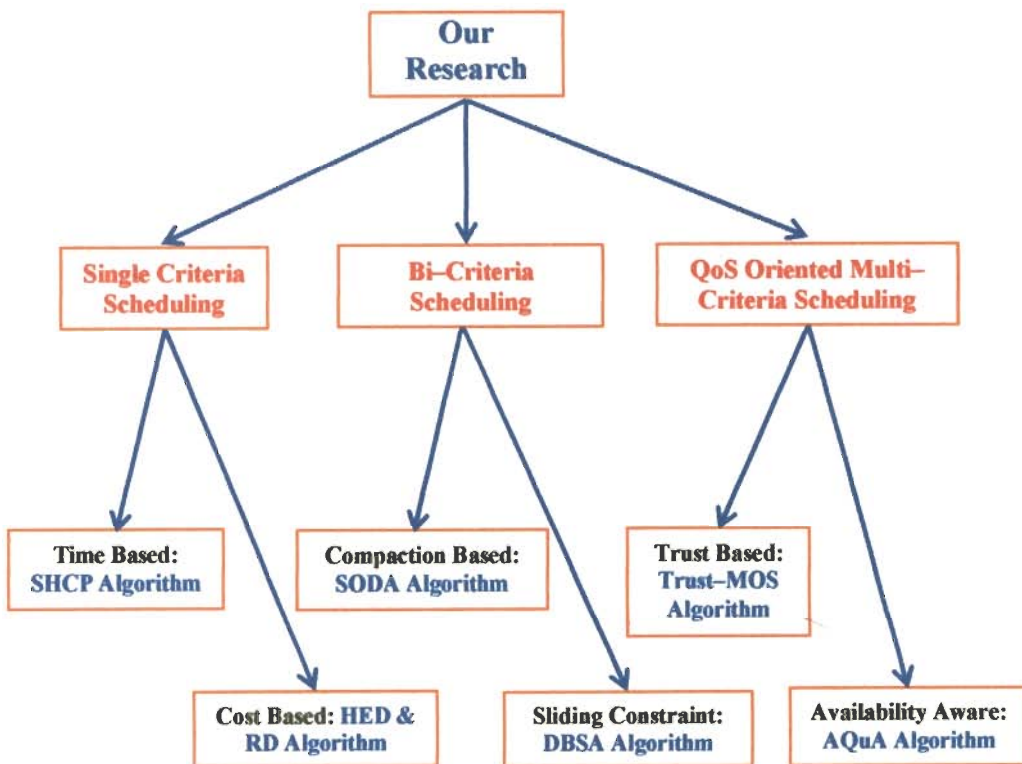 Our
Research
Single Criteria
Scheduling
Bi–Criteria
Scheduling
QoS Oriented Multi–
Criteria Scheduling
Time Based:
SHCP Algorithm
Compaction Based:
SODA Algorithm
Trust Based:
Trust–MOS
Algorithm
Cost Based: HED &
RD Algorithm
Sliding Constraint:
DBSA Algorithm
Availability Aware:
AQuA Algorithm